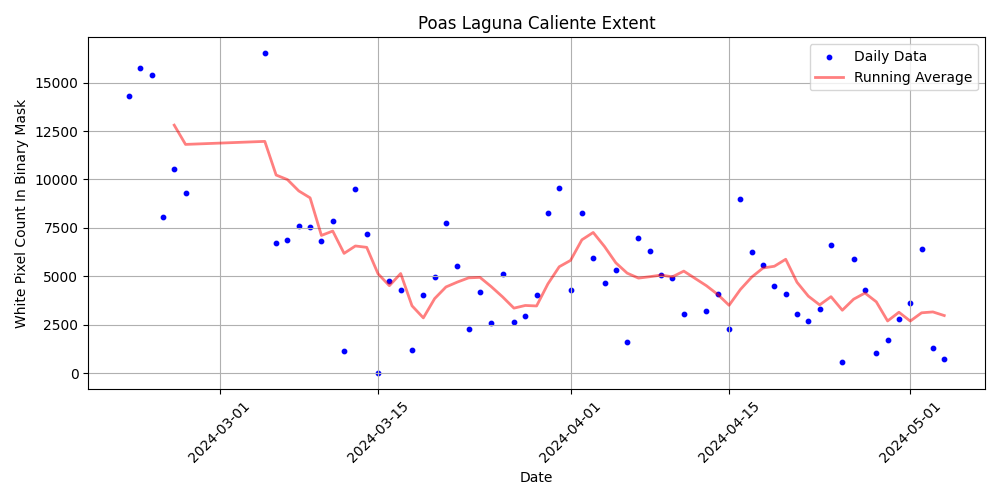 Poas Laguna Caliente Extent
White Pixel Count In Binary Mask
15000
12500
10000
7500
5000
2500
0
Daily Data
Running Average
2024-03-01
2024-03-15
2024-04-01
2024-04-15
2024-05-01
Date